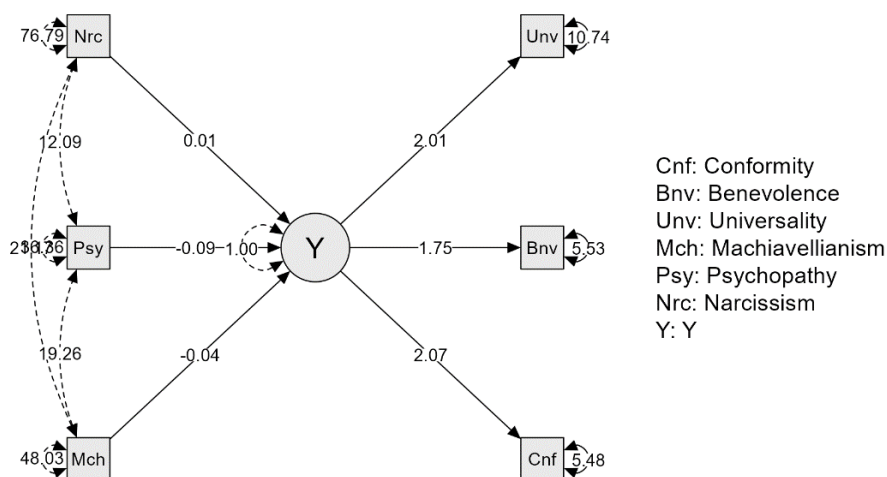 76.79 Nrc
Unv 10.74
12.09
0.01
2.01
Psy
-0.09
1.00
Y
1.75
Bnv
5.53
19.26
-0.04
2.07
48.03 Mch
Cnf 5.48
Cnf: Conformity
Bnv: Benevolence
Unv: Universality
Mch: Machiavellianism
Psy: Psychopathy
Nrc: Narcissism
Y: Y